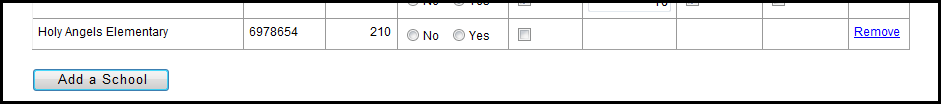 Holy Angels Elementary 6978654 210 No Yes Remove
Add a School